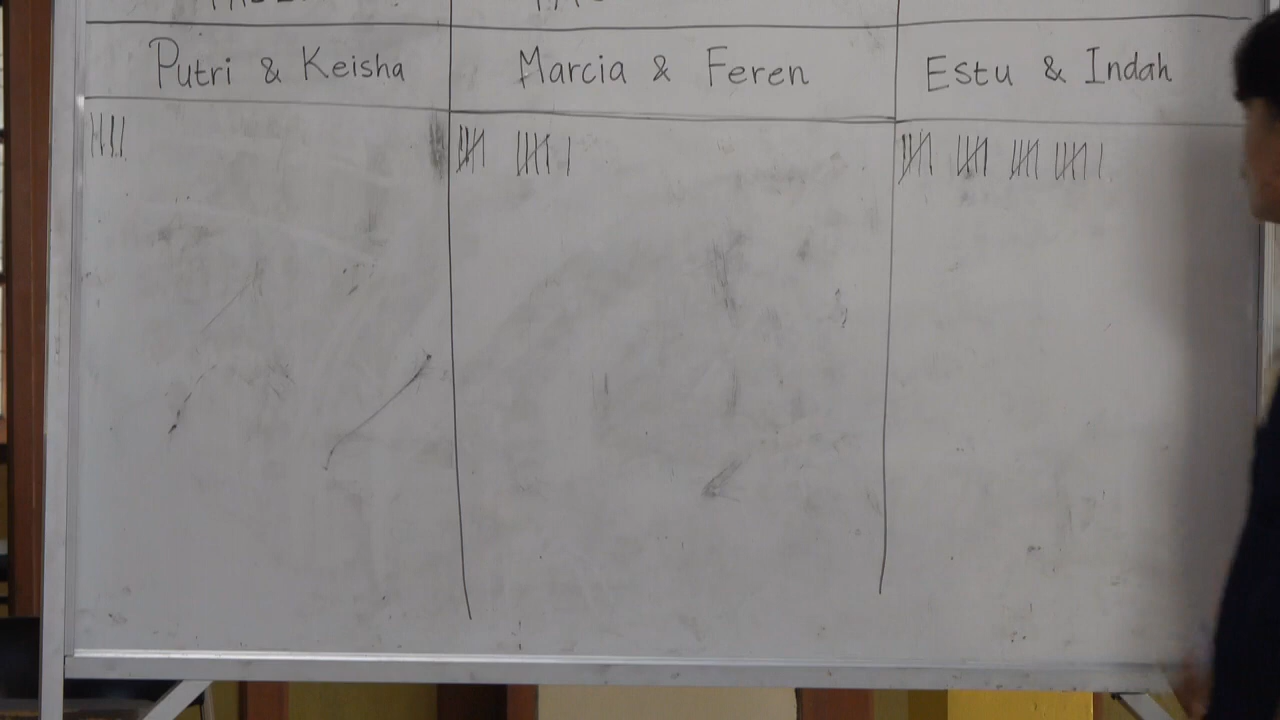 Putri & Keisha
Marcia & Feren
Estu & Indah